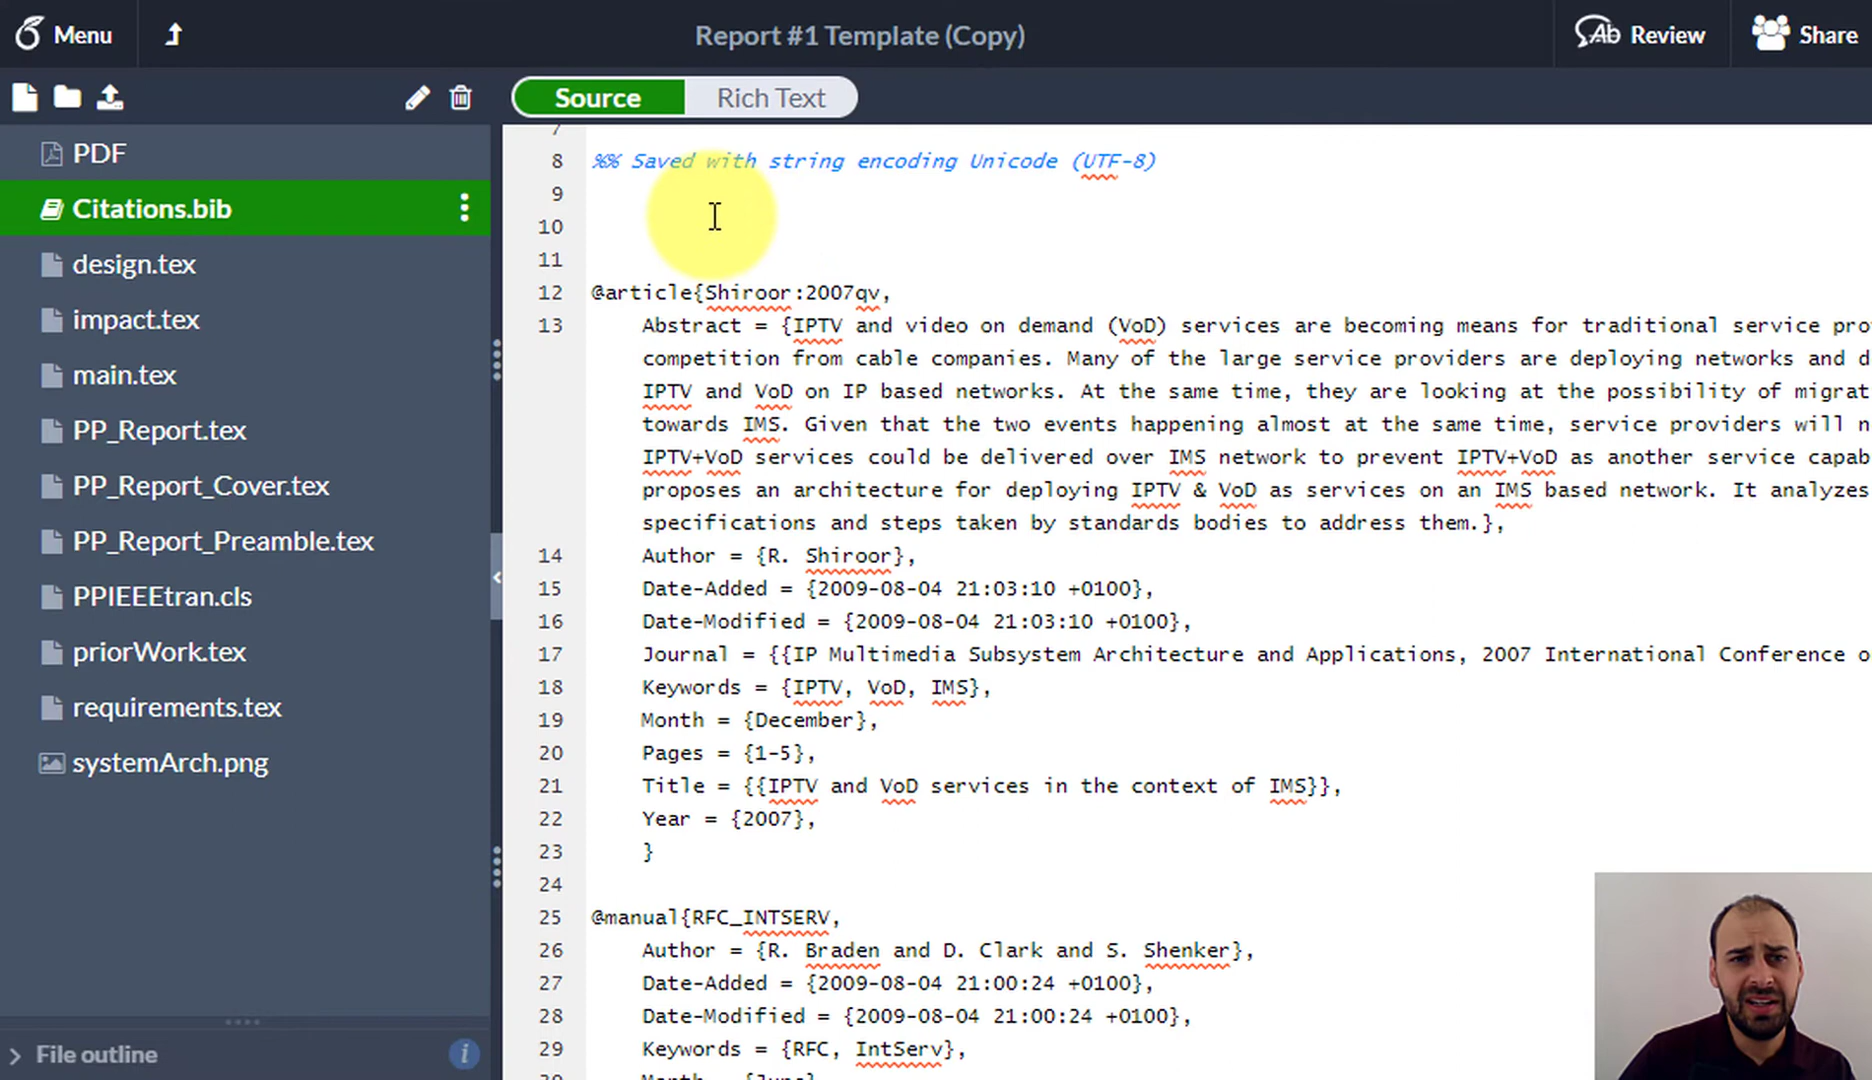 Menu
Report #1 Template (Copy)
Ab Review
Share
Source
Rich Text
PDF
Citations.bib
design.tex
impact.tex
main.tex
PP_Report.tex
PP_Report_Cover.tex
PP_Report_Preamble.tex
PPIEEEtran.cls
priorWork.tex
requirements.tex
systemArch.png
File outline
i
7
8 %% Saved with string encoding Unicode (UTF-8)
9
10
11
12 @article{Shiroor:2007qv,
13 Abstract = {IPTV and video on demand (VoD) services are becoming means for traditional service pro
competition from cable companies. Many of the large service providers are deploying networks and d
IPTV and VoD on IP based networks. At the same time, they are looking at the possibility of migrat
towards IMS. Given that the two events happening almost at the same time, service providers will n
IPTV+VoD services could be delivered over IMS network to prevent IPTV+VoD as another service capab
proposes an architecture for deploying IPTV & VoD as services on an IMS based network. It analyzes
specifications and steps taken by standards bodies to address them.},
14 Author = {R. Shiroor},
15 Date-Added = {2009-08-04 21:03:10 +0100},
16 Date-Modified = {2009-08-04 21:03:10 +0100},
17 Journal = {{IP Multimedia Subsystem Architecture and Applications, 2007 International Conference o
18 Keywords = {IPTV, VoD, IMS},
19 Month = {December},
20 Pages = {1-5},
21 Title = {{IPTV and VoD services in the context of IMS}},
22 Year = {2007},
23 }
24
25 @manual{RFC_INTSERV,
26 Author = {R. Braden and D. Clark and S. Shenker},
27 Date-Added = {2009-08-04 21:00:24 +0100},
28 Date-Modified = {2009-08-04 21:00:24 +0100},
29 Keywords = {RFC, IntServ},
30 Month = {June},